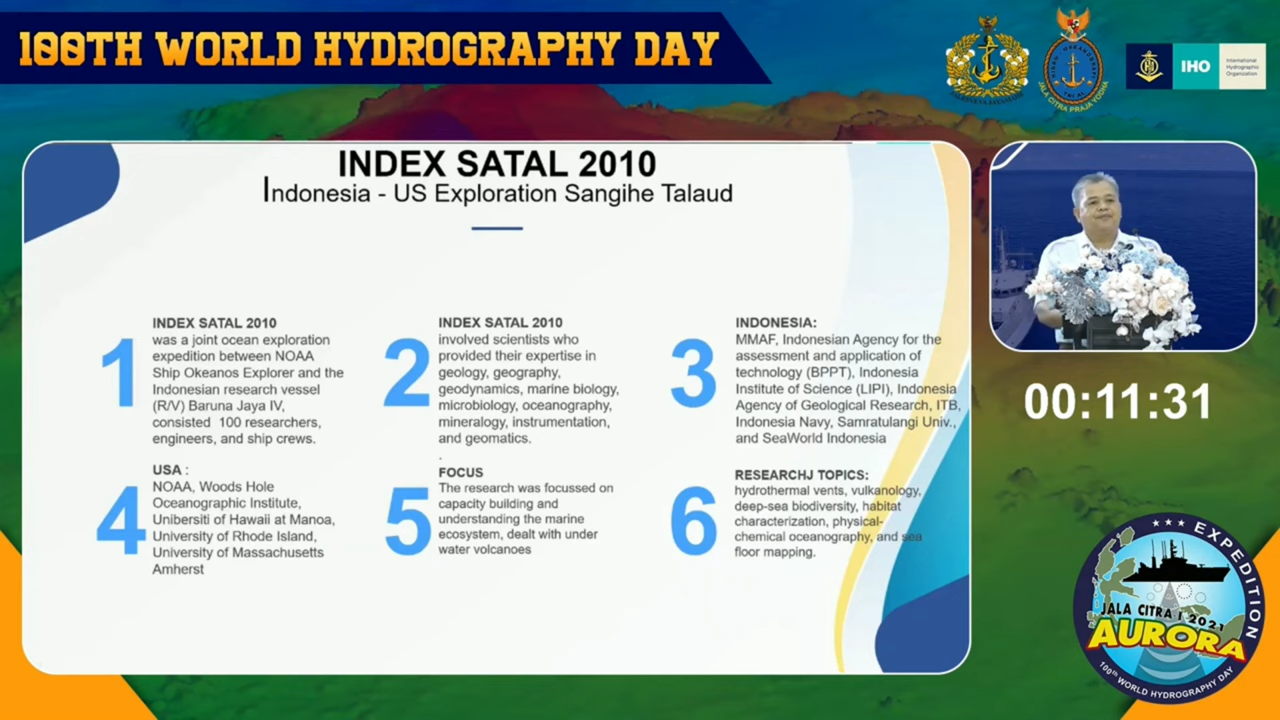 100TH WORLD HYDROGRAPHY DAY
IHO
International
Hydrographic
Organization
INDEX SATAL 2010
Indonesia - US Exploration Sangihe Talaud
1
INDEX SATAL 2010
was a joint ocean exploration
expedition between NOAA
Ship Okeanos Explorer and the
Indonesian research vessel
(R/V) Baruna Jaya IV,
consisted 100 researchers,
engineers, and ship crews.
2
INDEX SATAL 2010
involved scientists who
provided their expertise in
geology, geography,
geodynamics, marine biology,
microbiology, oceanography,
mineralogy, instrumentation,
and geomatics.
.
3
INDONESIA:
MMAF, Indonesian Agency for the
assessment and application of
technology (BPPT), Indonesia
Institute of Science (LIPI), Indonesia
Agency of Geological Research, ITB,
Indonesia Navy, Samratulangi Univ.,
and SeaWorld Indonesia
4
USA :
NOAA, Woods Hole
Oceanographic Institute,
Unibersiti of Hawaii at Manoa,
University of Rhode Island,
University of Massachusetts
Amherst
5
FOCUS
The research was focussed on
capacity building and
understanding the marine
ecosystem, dealt with under
water volcanoes
6
RESEARCHJ TOPICS:
hydrothermal vents, vulkanology,
deep-sea biodiversity, habitat
characterization, physical-
chemical oceanography, and sea
floor mapping.
00:11:31
JALA CITRA PRAJA YODHA
EXPEDITION
JALA CITRA I 2021
AURORA
100th WORLD HYDROGRAPHY DAY